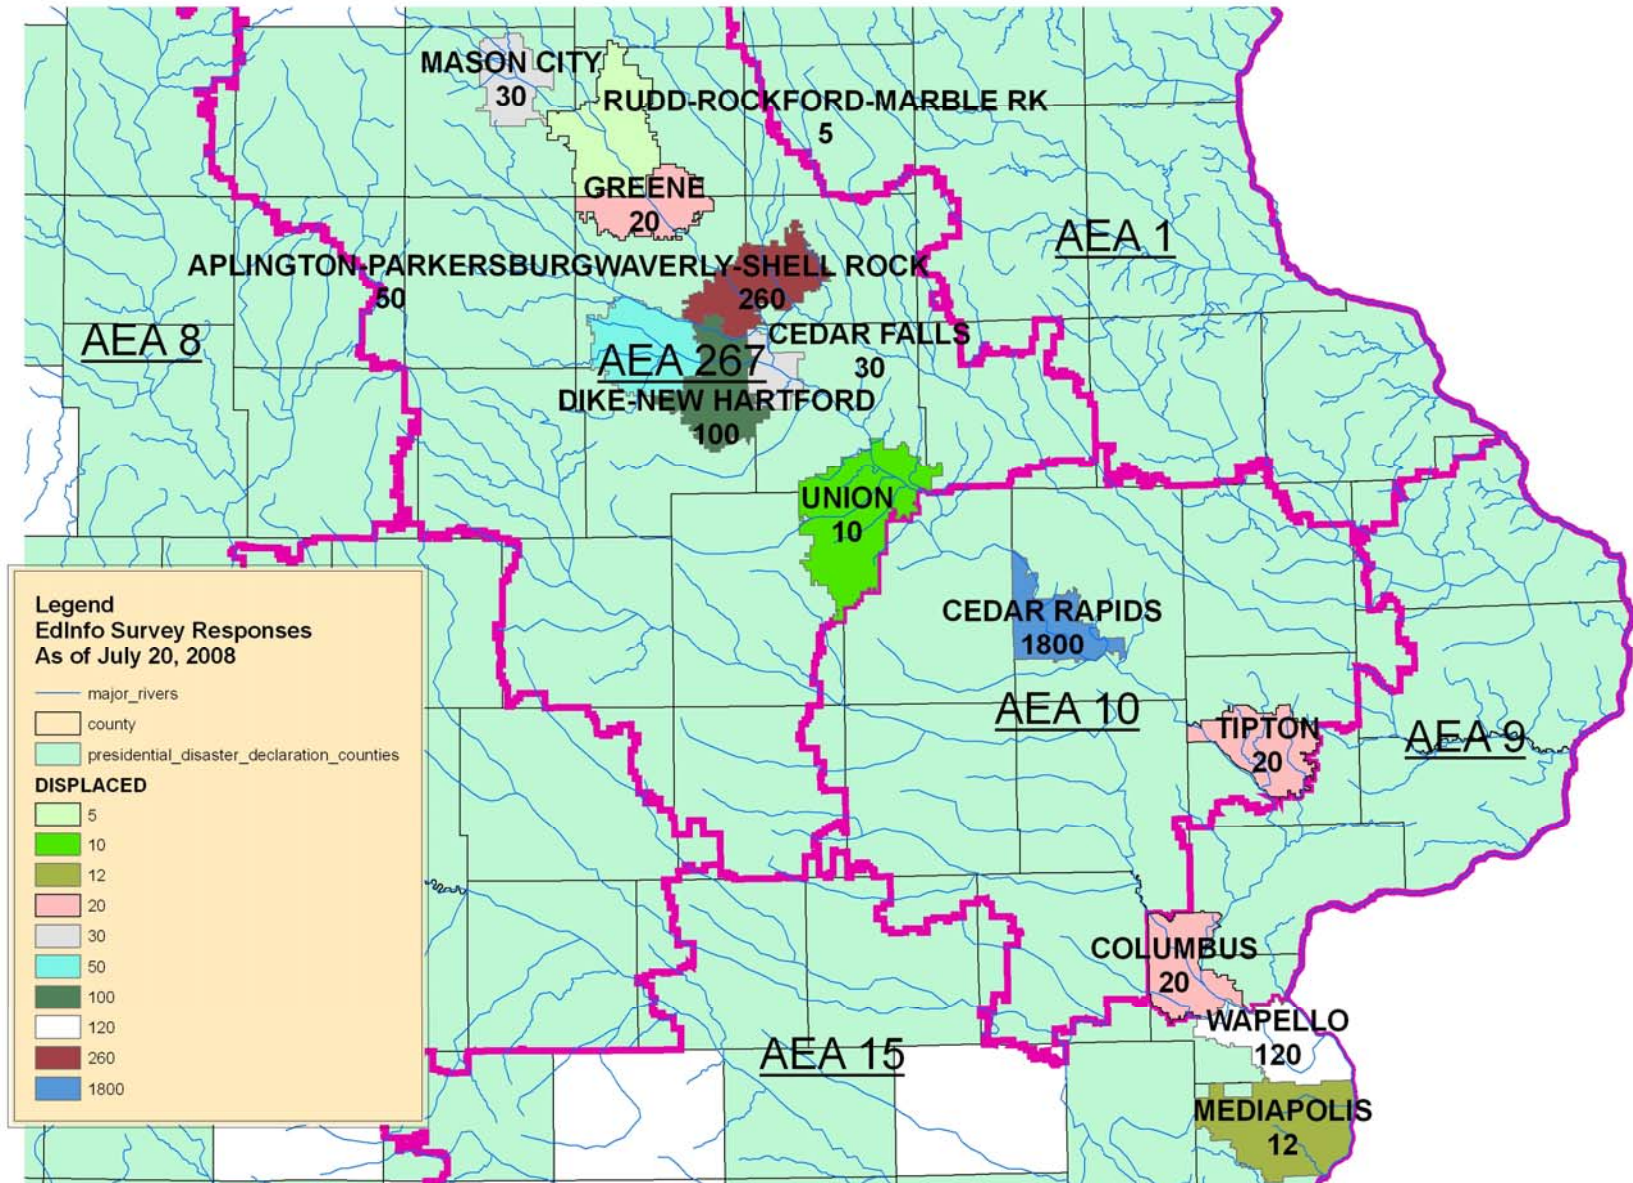 MASON CITY
30
RUDD-ROCKFORD-MARBLE RK
5
GREENE
20
AEA 1
APLINGTON-PARKERSBURG
50
WAVERLY-SHELL ROCK
260
AEA 8
CEDAR FALLS
30
AEA 267
DIKE-NEW HARTFORD
100
UNION
10
CEDAR RAPIDS
1800
AEA 10
TIPTON
20
AEA 9
COLUMBUS
20
WAPELLO
120
AEA 15
MEDIAPOLIS
12
Legend
EdInfo Survey Responses
As of July 20, 2008
major_rivers
county
presidential_disaster_declaration_counties
DISPLACED
5
10
12
20
30
50
100
120
260
1800